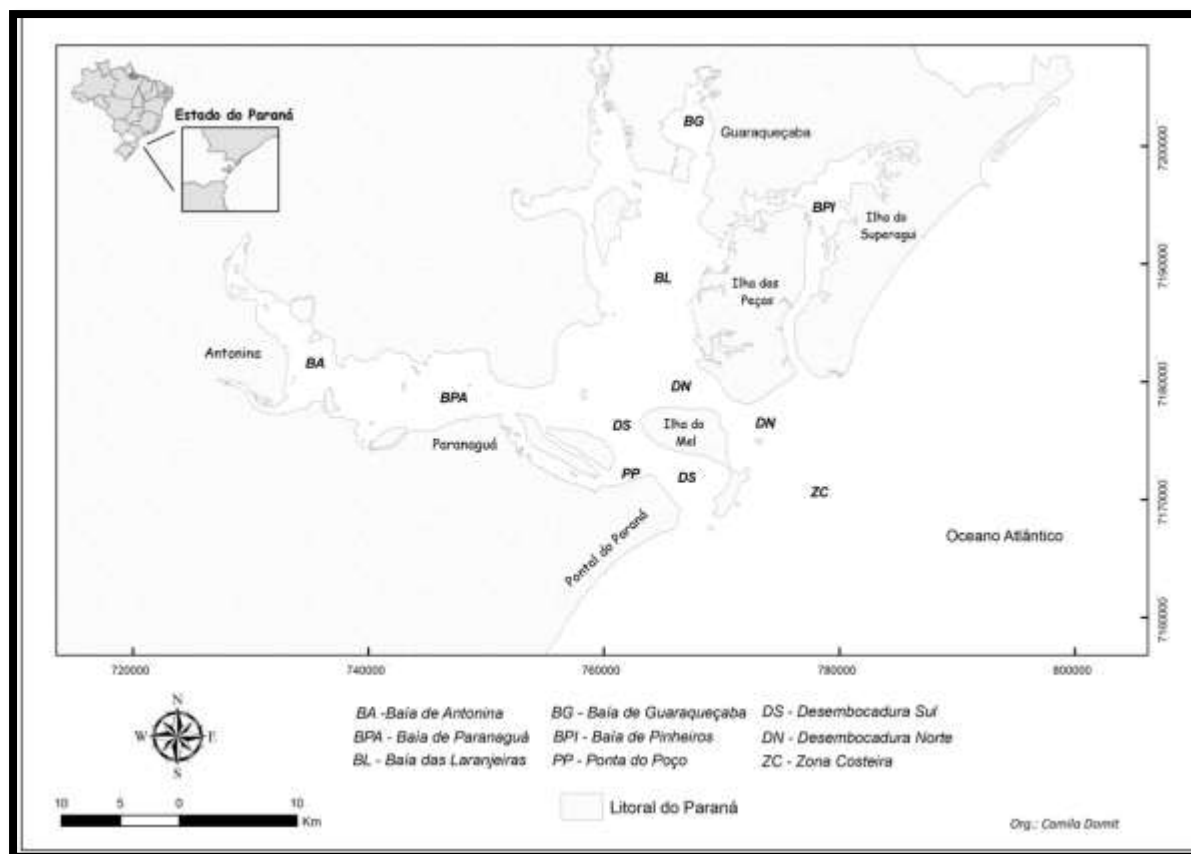 Estado do Paraná
BG
Guaraqueçaba
BPI
Ilha do
Superagui
BL
Ilha das
Peças
Antonina
BA
BPA
DN
DS
Ilha do
Mel
DN
Paranaguá
PP
DS
ZC
Pontal do Paraná
Oceano Atlântico
7200000
7190000
7180000
7170000
7160000
720000 740000 760000 780000 800000
N
W E
S
BA -Baía de Antonina BG - Baía de Guaraqueçaba DS - Desembocadura Sul
BPA - Baia de Paranaguá BPI - Baía de Pinheiros DN - Desembocadura Norte
BL - Baía das Laranjeiras PP - Ponta do Poço ZC - Zona Costeira
10 5 0 10
Km
Litoral do Paraná
Org.: Camila Domit